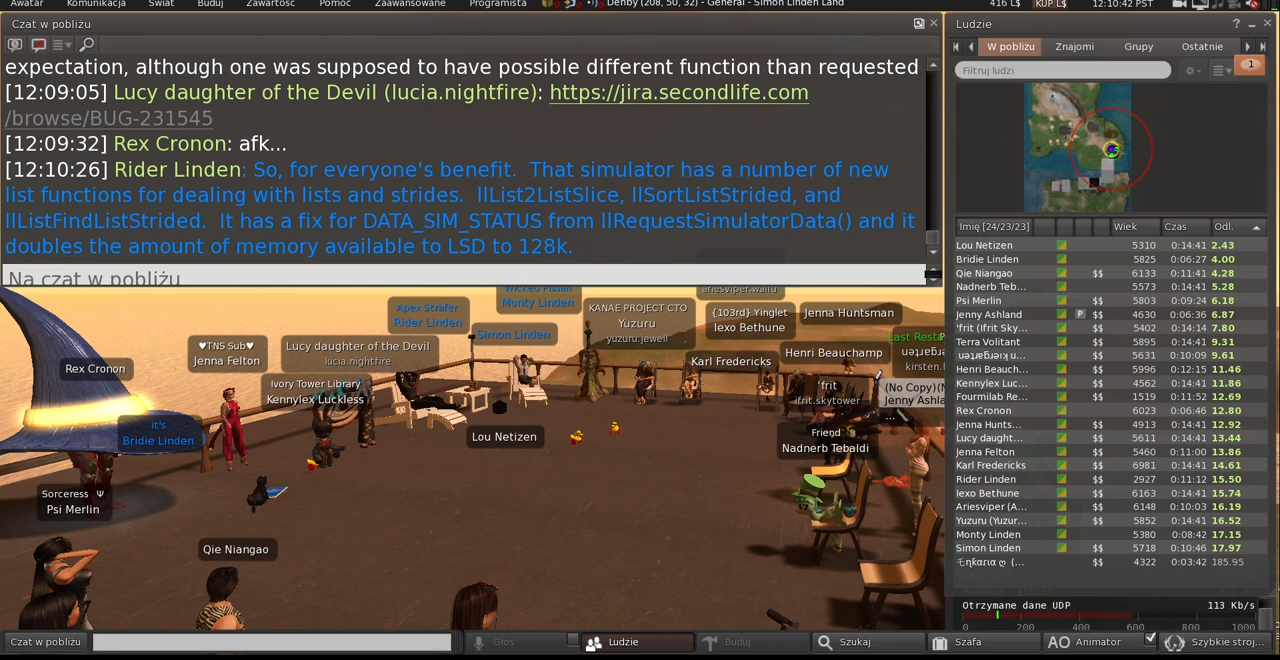 Awatar Komunikacja Świat Buduj Zawartość Pomoc Zaawansowane Programista Denby (208, 50, 32) - General - Simon Linden Land 416 L$ KUP L$ 12:10:42 PST
Czat w pobliżu
expectation, although one was supposed to have possible different function than requested
[12:09:05] Lucy daughter of the Devil (lucia.nightfire): https://jira.secondlife.com
/browse/BUG-231545
[12:09:32] Rex Cronon: afk...
[12:10:26] Rider Linden: So, for everyone's benefit.  That simulator has a number of new
list functions for dealing with lists and strides.  llList2ListSlice, llSortListStrided, and
llListFindListStrided.  It has a fix for DATA_SIM_STATUS from llRequestSimulatorData() and it
doubles the amount of memory available to LSD to 128k.
Na czat w pobliżu
Wicked Pissah
Monty Linden
ariesviper.waifu
Apex Strafer
Rider Linden
Simon Linden
KANAE PROJECT CTO
Yuzuru
yuzuru.jewell
{103rd} Yinglet
Iexo Bethune
Jenna Huntsman
♥TNS Sub♥
Jenna Felton
Lucy daughter of the Devil
lucia.nightfire
Rex Cronon
Karl Fredericks
Henri Beauchamp
Last Resta
kirsten.
Ivory Tower Library
Kennylex Luckless
'frit
ifrit.skytower
(No Copy)(N
Jenny Ashla
...
It's
Bridie Linden
Lou Netizen
Friend
Nadnerb Tebaldi
Sorceress Ψ
Psi Merlin
Qie Niangao
Ludzie
? _ ×
W pobliżu Znajomi Grupy Ostatnie
Filtruj ludzi
1
Imię [24/23/23] Wiek Czas Odl.
Lou Netizen 5310 0:14:41 2.43
Bridie Linden 5825 0:06:27 4.00
Qie Niangao $$ 6133 0:11:41 4.28
Nadnerb Teb... 5573 0:14:41 5.28
Psi Merlin $$ 5803 0:09:24 6.18
Jenny Ashland P $$ 4630 0:06:36 6.87
'frit (Ifrit Sky... $$ 5402 0:14:14 7.80
Terra Volitant $$ 5895 0:14:41 9.31
$$ 5631 0:10:09 9.61
Henri Beauch... $$ 5996 0:12:15 11.46
Kennylex Luc... $$ 4562 0:14:41 11.86
Fourmilab Re... $$ 1519 0:11:52 12.69
Rex Cronon 6023 0:06:46 12.80
Jenna Hunts... $$ 4913 0:14:41 12.92
Lucy daught... $$ 5611 0:10:04 13.44
Jenna Felton $$ 5460 0:11:00 13.86
Karl Fredericks $$ 6981 0:14:41 14.61
Rider Linden $$ 2927 0:11:12 15.50
Iexo Bethune $$ 6163 0:14:41 15.74
Ariesviper (A... $$ 6148 0:10:03 16.19
Yuzuru (Yuzur... $$ 5852 0:14:41 16.52
Monty Linden 5380 0:08:42 17.15
Simon Linden $$ 5718 0:10:46 17.97
$$ 4322 0:03:42 185.95
Otrzymane dane UDP 113 Kb/s
0 200 400 600 800 1000
Czat w pobliżu Głos Ludzie Buduj Szukaj Szafa AO Animator Szybkie stroj...